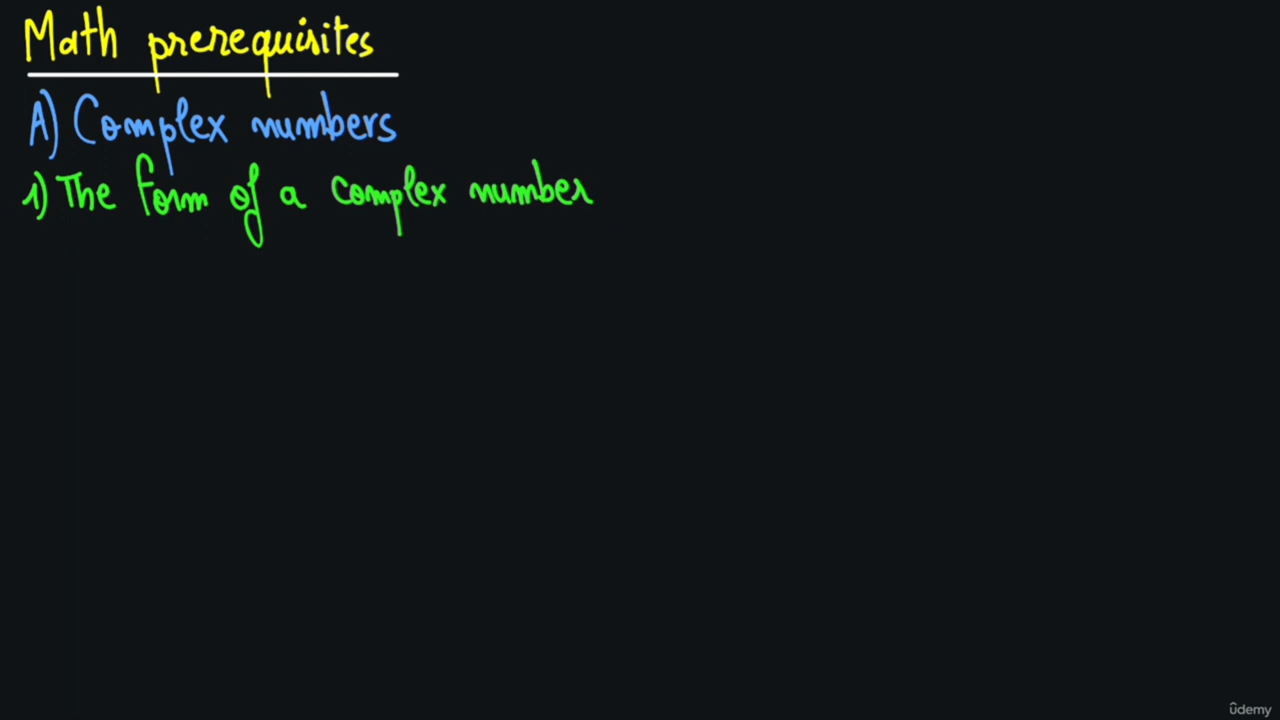 Math prerequisites
A) Complex numbers
1) The form of a complex number
ûdemy